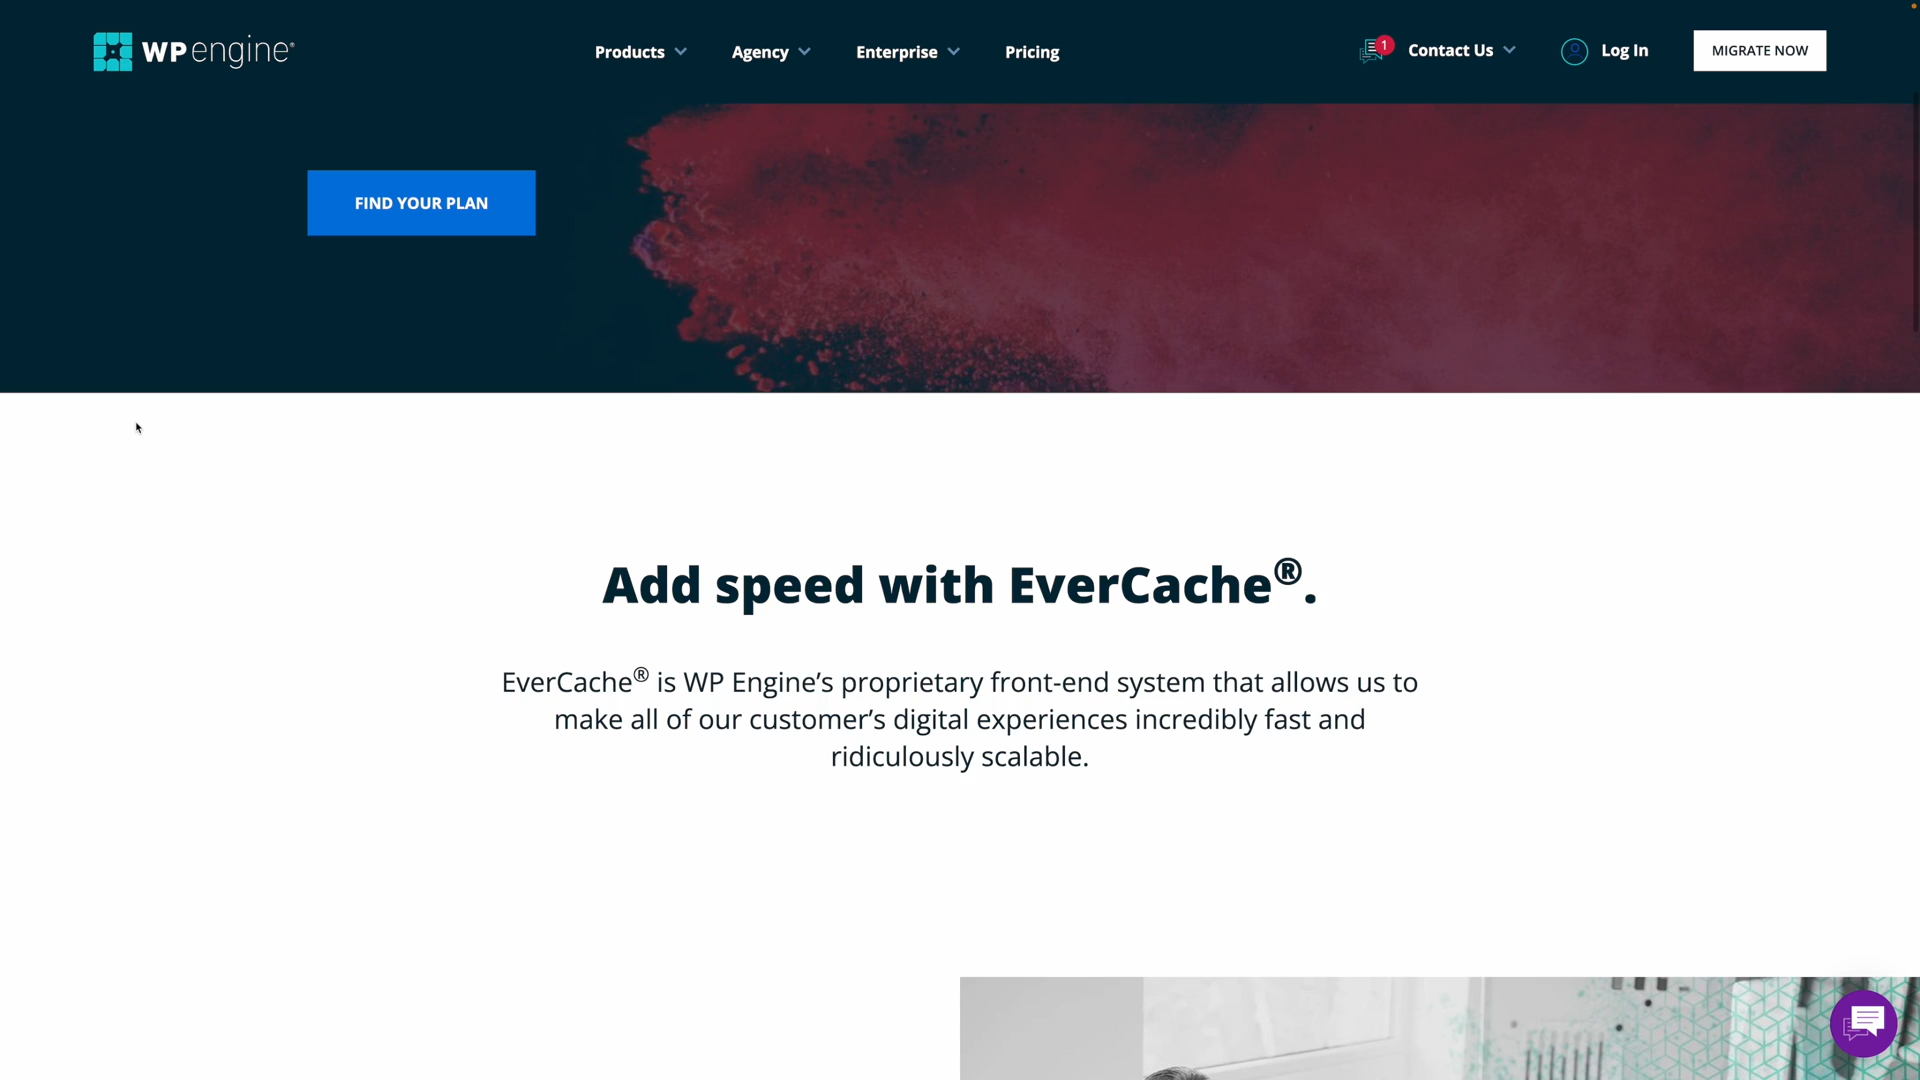 WP engine®
Products
Agency
Enterprise
Pricing
1
Contact Us
Log In
MIGRATE NOW
FIND YOUR PLAN
Add speed with EverCache®.
EverCache® is WP Engine’s proprietary front-end system that allows us to
make all of our customer’s digital experiences incredibly fast and
ridiculously scalable.